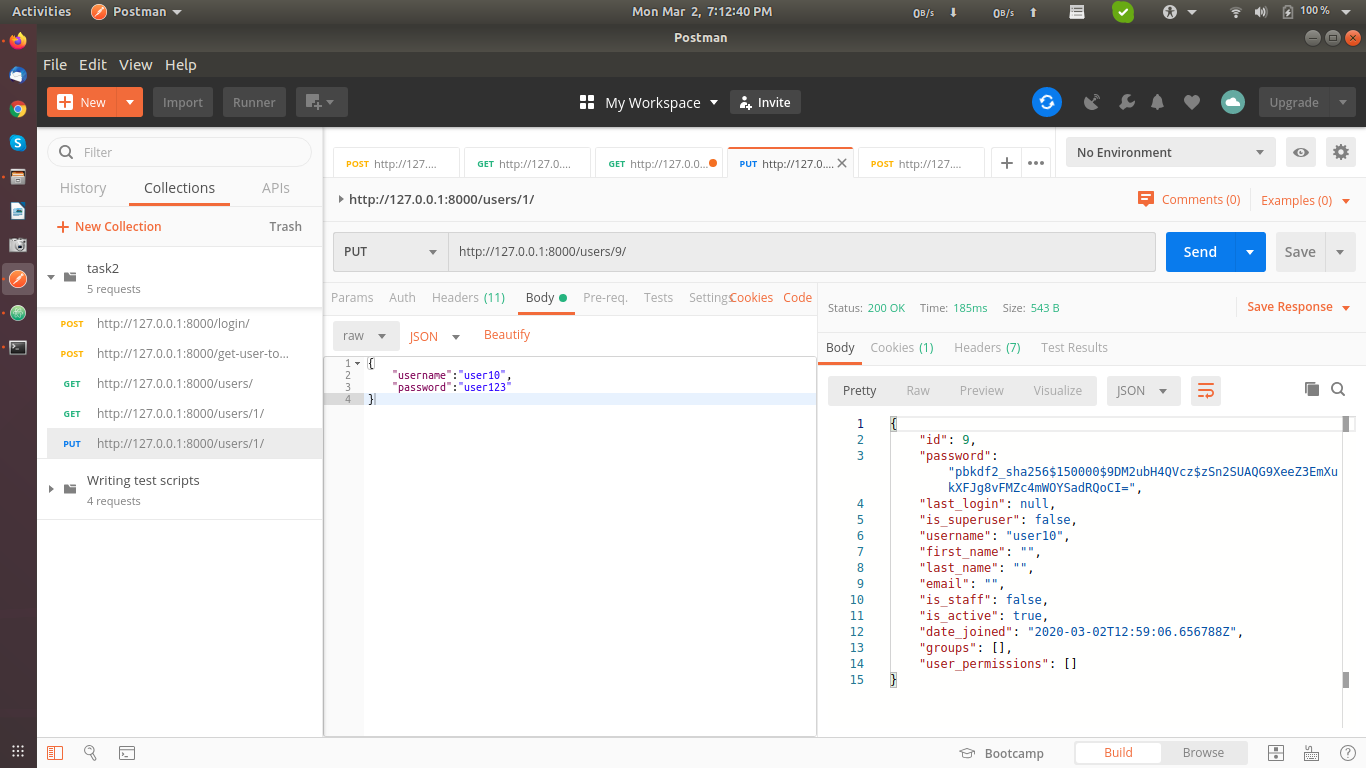 Activities
Postman
Mon Mar 2, 7:12:40 PM
0B/s
0B/s
100 %
Postman
File Edit View Help
New
Import
Runner
My Workspace
Invite
Upgrade
Filter
History
Collections
APIs
New Collection
Trash
task2
5 requests
POST http://127.0.0.1:8000/login/
POST http://127.0.0.1:8000/get-user-to...
GET http://127.0.0.1:8000/users/
GET http://127.0.0.1:8000/users/1/
PUT http://127.0.0.1:8000/users/1/
Writing test scripts
4 requests
POST http://127....
GET http://127.0....
GET http://127.0.0...
PUT http://127.0....
POST http://127....
No Environment
http://127.0.0.1:8000/users/1/
Comments (0)
Examples (0)
PUT
http://127.0.0.1:8000/users/9/
Send
Save
Params Auth Headers (11) Body Pre-req. Tests Settings Cookies Code
raw
JSON
Beautify
1 {
2 "username":"user10",
3 "password":"user123"
4 }
Status: 200 OK Time: 185ms Size: 543 B
Save Response
Body Cookies (1) Headers (7) Test Results
Pretty Raw Preview Visualize
JSON
1 {
2 "id": 9,
3 "password":
"pbkdf2_sha256$150000$9DM2ubH4QVcz$zSn2SUAQG9XeeZ3EmXu
kXFJg8vFMZc4mWOYSadRQoCI=",
4 "last_login": null,
5 "is_superuser": false,
6 "username": "user10",
7 "first_name": "",
8 "last_name": "",
9 "email": "",
10 "is_staff": false,
11 "is_active": true,
12 "date_joined": "2020-03-02T12:59:06.656788Z",
13 "groups": [],
14 "user_permissions": []
15 }
Bootcamp
Build
Browse